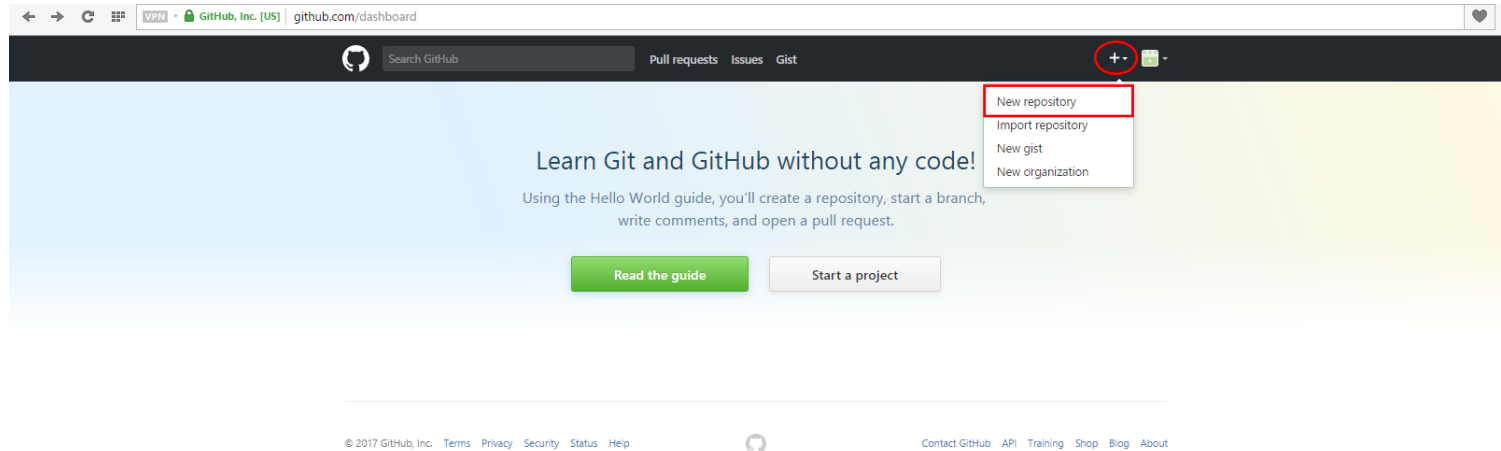 VPN GitHub, Inc. [US] github.com/dashboard
Search GitHub Pull requests Issues Gist
New repository
Import repository
New gist
New organization
Learn Git and GitHub without any code!
Using the Hello World guide, you'll create a repository, start a branch,
write comments, and open a pull request.
Read the guide Start a project
© 2017 GitHub, Inc. Terms Privacy Security Status Help Contact GitHub API Training Shop Blog About